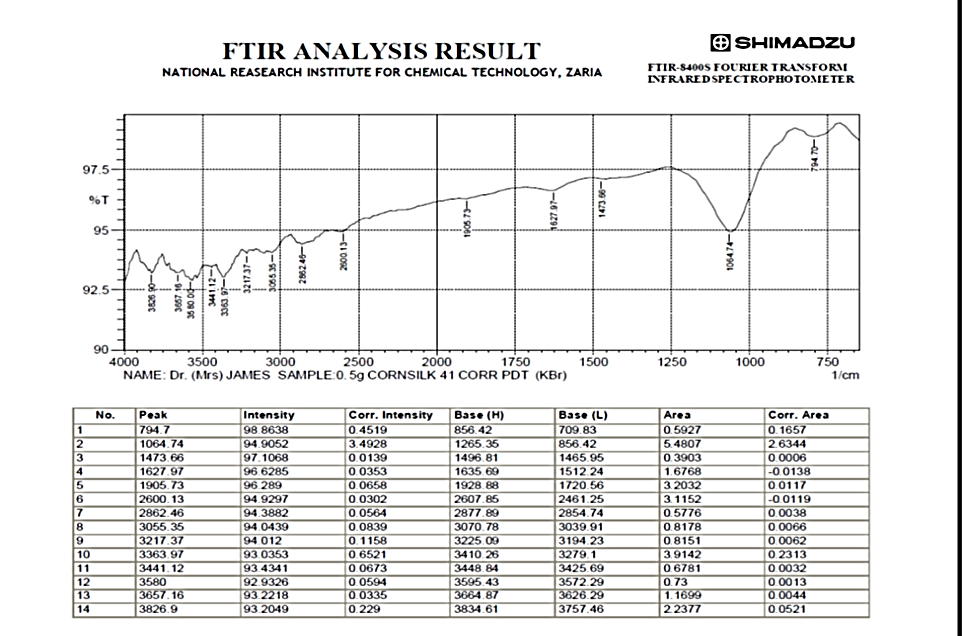 SHIMADZU
FTIR ANALYSIS RESULT
NATIONAL REASEARCH INSTITUTE FOR CHEMICAL TECHNOLOGY, ZARIA
FTIR-8400S FOURIER TRANSFORM
INFRARED SPECTROPHOTOMETER
97.5
%T
95
92.5
90
3826.90
3657.16
3580.00
3441.12
3363.97
3217.37
3055.35
2862.46
2600.13
1905.73
1627.97
1473.66
1064.74
794.70
4000 3500 3000 2500 2000 1750 1500 1250 1000 750
NAME: Dr. (Mrs) JAMES SAMPLE:0.5g CORNSILK 41 CORR PDT (KBr) 1/cm
No. Peak Intensity Corr. Intensity Base (H) Base (L) Area Corr. Area
1 794.7 98.8638 0.4519 856.42 709.83 0.5927 0.1657
2 1064.74 94.9052 3.4928 1265.35 856.42 5.4807 2.6344
3 1473.66 97.1068 0.0139 1496.81 1465.95 0.3903 0.0006
4 1627.97 96.6285 0.0353 1635.69 1512.24 1.6768 -0.0138
5 1905.73 96.289 0.0658 1928.88 1720.56 3.2032 0.0117
6 2600.13 94.9297 0.0302 2607.85 2461.25 3.1152 -0.0119
7 2862.46 94.3882 0.0564 2877.89 2854.74 0.5776 0.0038
8 3055.35 94.0439 0.0839 3070.78 3039.91 0.8178 0.0066
9 3217.37 94.012 0.1158 3225.09 3194.23 0.8151 0.0062
10 3363.97 93.0353 0.6521 3410.26 3279.1 3.9142 0.2313
11 3441.12 93.4341 0.0673 3448.84 3425.69 0.6781 0.0032
12 3580 92.9326 0.0594 3595.43 3572.29 0.73 0.0013
13 3657.16 93.2218 0.0335 3664.87 3626.29 1.1699 0.0044
14 3826.9 93.2049 0.229 3834.61 3757.46 2.2377 0.0521